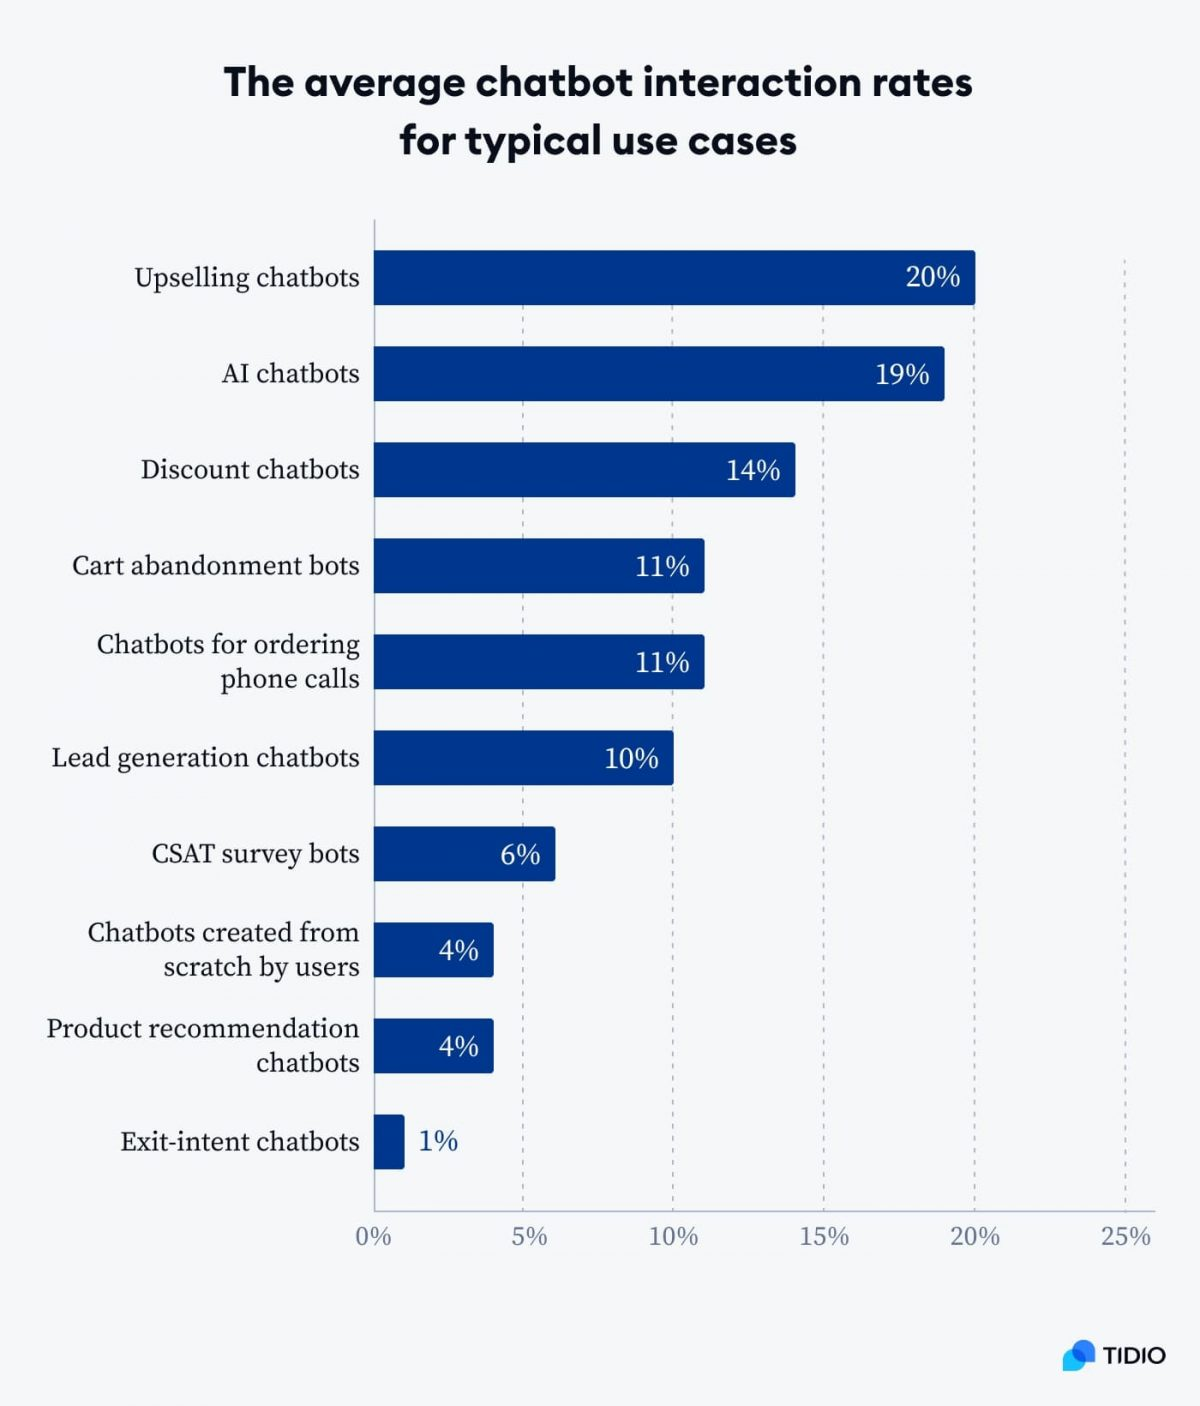 The average chatbot interaction rates
for typical use cases
Upselling chatbots
20%
AI chatbots
19%
Discount chatbots
14%
Cart abandonment bots
11%
Chatbots for ordering
phone calls
11%
Lead generation chatbots
10%
CSAT survey bots
6%
Chatbots created from
scratch by users
4%
Product recommendation
chatbots
4%
Exit-intent chatbots
1%
0% 5% 10% 15% 20% 25%
TIDIO